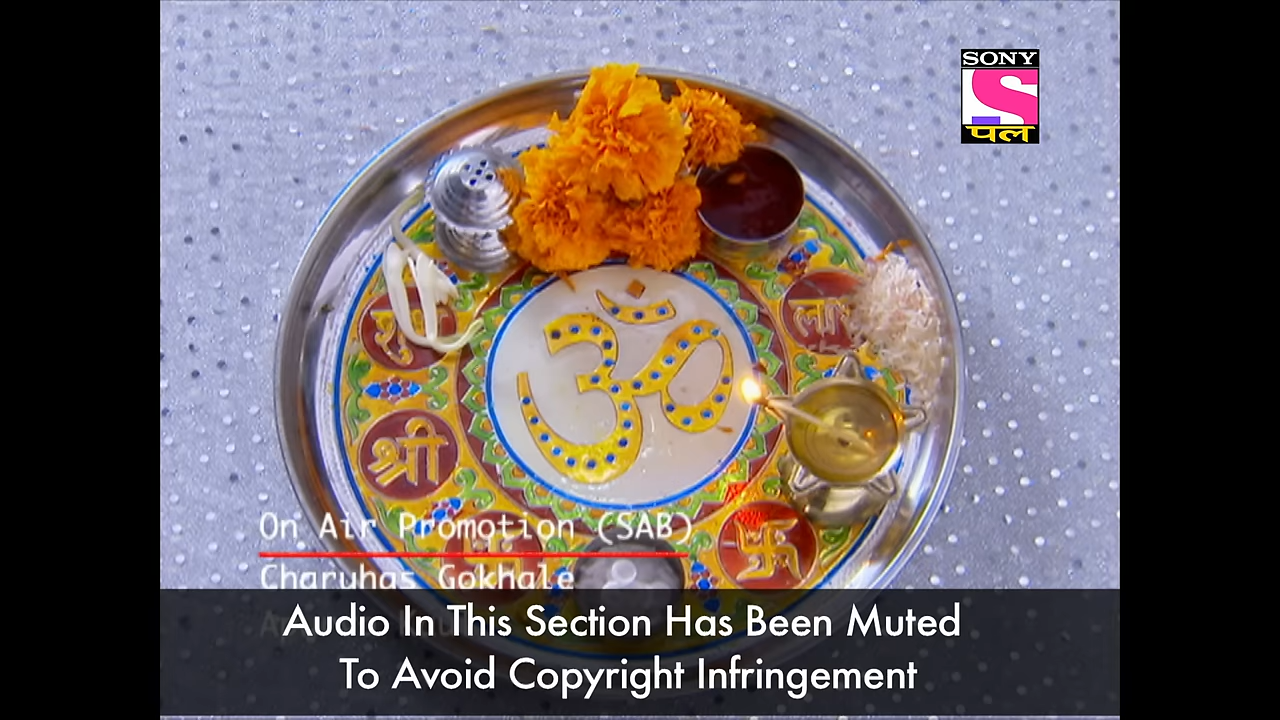 SONY
S
पल
ॐ
शु
ला
श्री
On Air Promotion (SAB)
Charuhas Gokhale
Audio In This Section Has Been Muted
To Avoid Copyright Infringement